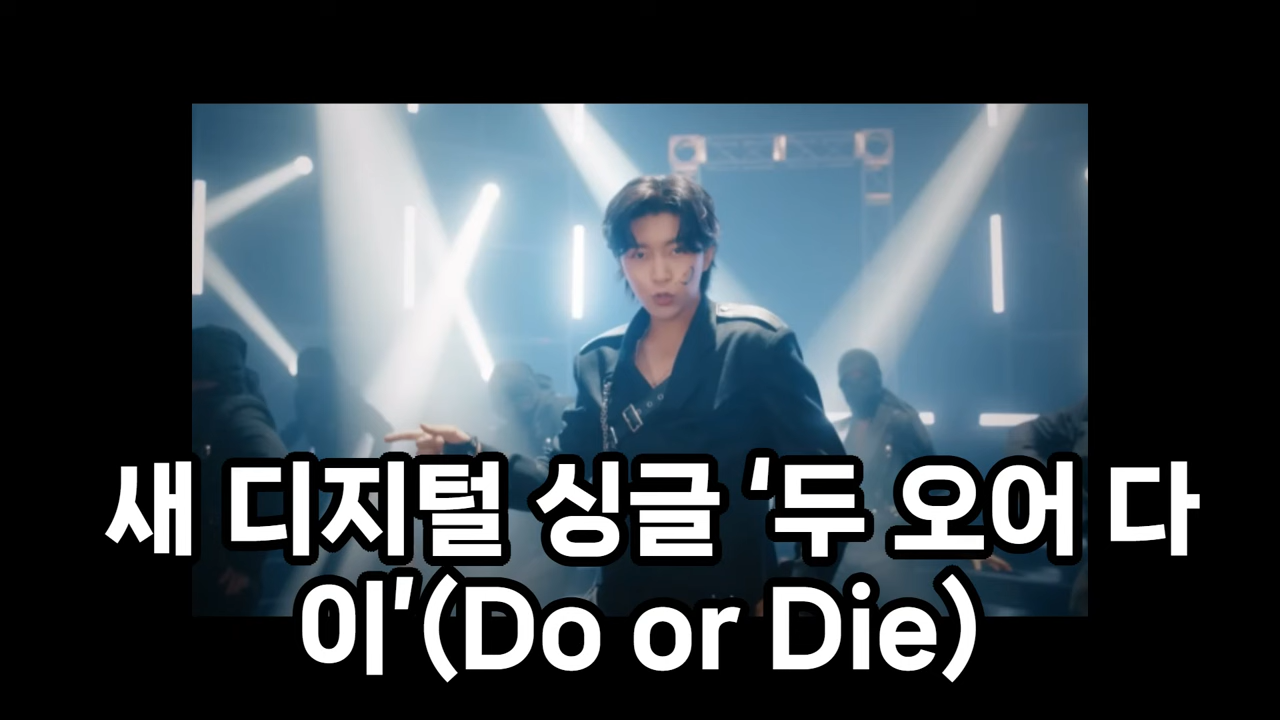 새 디지털 싱글 ‘두 오어 다
이’(Do or Die)